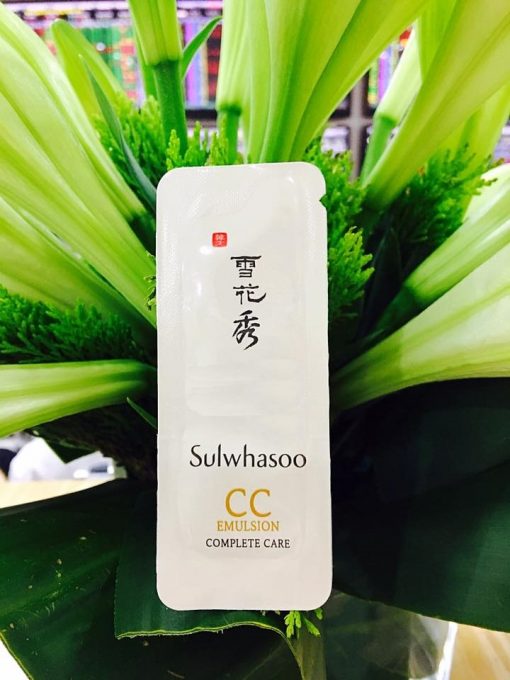 雪花秀
Sulwhasoo
CC
EMULSION
COMPLETE CARE